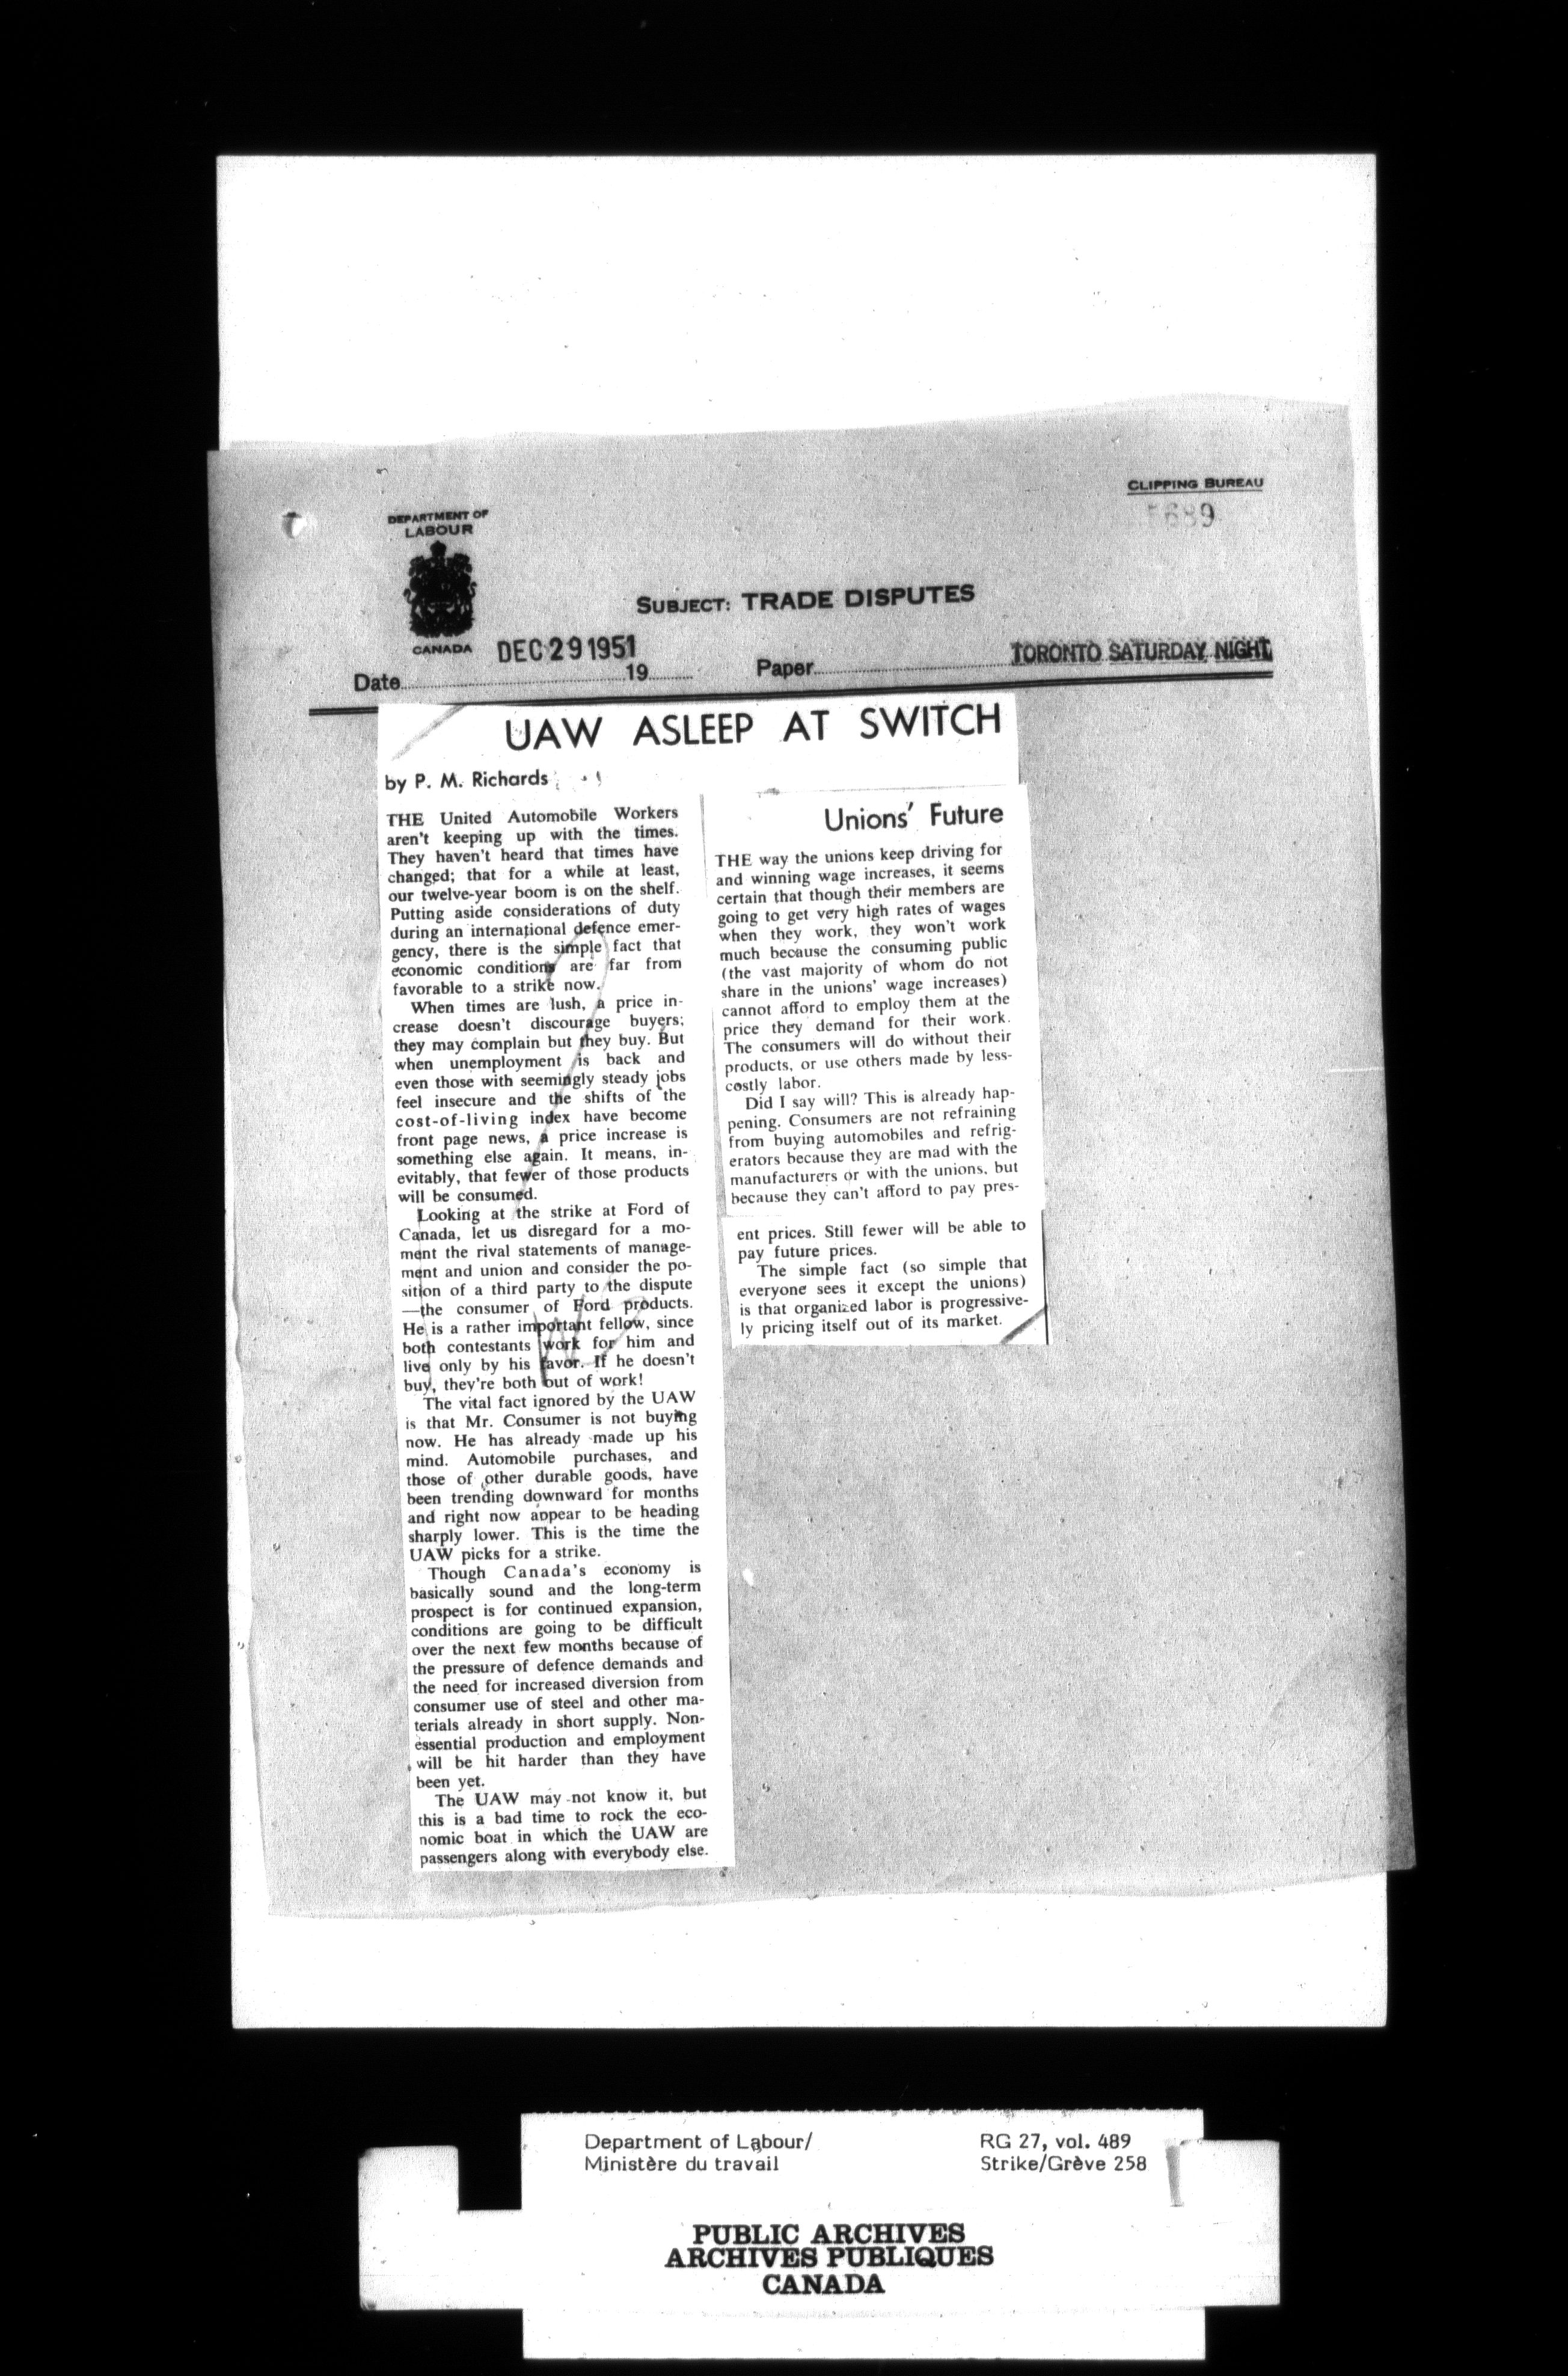 CLIPPING BUREAU
DEPARTMENT OF
LABOUR
SUBJECT: TRADE DISPUTES
CANADA
DEC 29 1951
TORONTO SATURDAY NIGHT
Date 19 Paper
UAW ASLEEP AT SWITCH
by P. M. Richards
THE United Automobile Workers
aren't keeping up with the times.
They haven't heard that times have
changed; that for a while at least,
our twelve-year boom is on the shelf.
Putting aside considerations of duty
during an international defence emer-
gency, there is the simple fact that
economic conditions are far from
favorable to a strike now.
When times are lush, a price in-
crease doesn't discourage buyers;
they may complain but they buy. But
when unemployment is back and
even those with seemingly steady jobs
feel insecure and the shifts of the
cost-of-living index have become
front page news, a price increase is
something else again. It means, in-
evitably, that fewer of those products
will be consumed.
Looking at the strike at Ford of
Canada, let us disregard for a mo-
ment the rival statements of manage-
ment and union and consider the po-
sition of a third party to the dispute
—the consumer of Ford products.
He is a rather important fellow, since
both contestants work for him and
live only by his favor. If he doesn't
buy, they're both out of work!
The vital fact ignored by the UAW
is that Mr. Consumer is not buying
now. He has already made up his
mind. Automobile purchases, and
those of other durable goods, have
been trending downward for months
and right now appear to be heading
sharply lower. This is the time the
UAW picks for a strike.
Though Canada's economy is
basically sound and the long-term
prospect is for continued expansion,
conditions are going to be difficult
over the next few months because of
the pressure of defence demands and
the need for increased diversion from
consumer use of steel and other ma-
terials already in short supply. Non-
essential production and employment
will be hit harder than they have
been yet.
The UAW may not know it, but
this is a bad time to rock the eco-
nomic boat in which the UAW are
passengers along with everybody else.
Unions' Future
THE way the unions keep driving for
and winning wage increases, it seems
certain that though their members are
going to get very high rates of wages
when they work, they won't work
much because the consuming public
(the vast majority of whom do not
share in the unions' wage increases)
cannot afford to employ them at the
price they demand for their work.
The consumers will do without their
products, or use others made by less-
costly labor.
Did I say will? This is already hap-
pening. Consumers are not refraining
from buying automobiles and refrig-
erators because they are mad with the
manufacturers or with the unions, but
because they can't afford to pay pres-
ent prices. Still fewer will be able to
pay future prices.
The simple fact (so simple that
everyone sees it except the unions)
is that organized labor is progressive-
ly pricing itself out of its market.
Department of Labour/
Ministère du travail
RG 27, vol. 489
Strike/Grève 258
PUBLIC ARCHIVES
ARCHIVES PUBLIQUES
CANADA